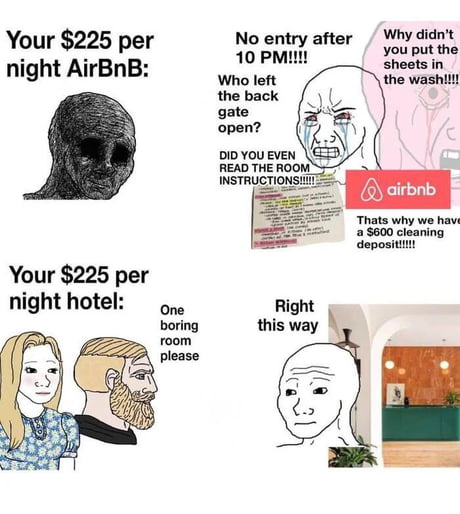 Your $225 per
night AirBnB:
No entry after
10 PM!!!!
Why didn't
you put the
sheets in
the wash!!!!
Who left
the back
gate
open?
DID YOU EVEN
READ THE ROOM
INSTRUCTIONS!!!!!
airbnb
Thats why we have
a $600 cleaning
deposit!!!!!
Your $225 per
night hotel:
One
boring
room
please
Right
this way